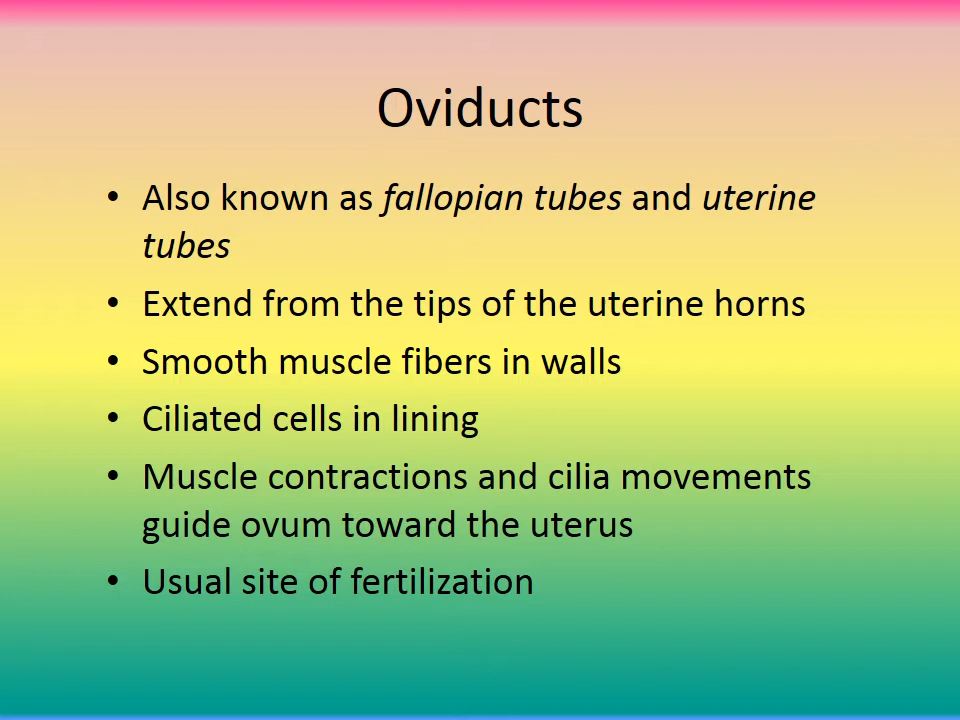 Oviducts
• Also known as fallopian tubes and uterine
tubes
• Extend from the tips of the uterine horns
• Smooth muscle fibers in walls
• Ciliated cells in lining
• Muscle contractions and cilia movements
guide ovum toward the uterus
• Usual site of fertilization